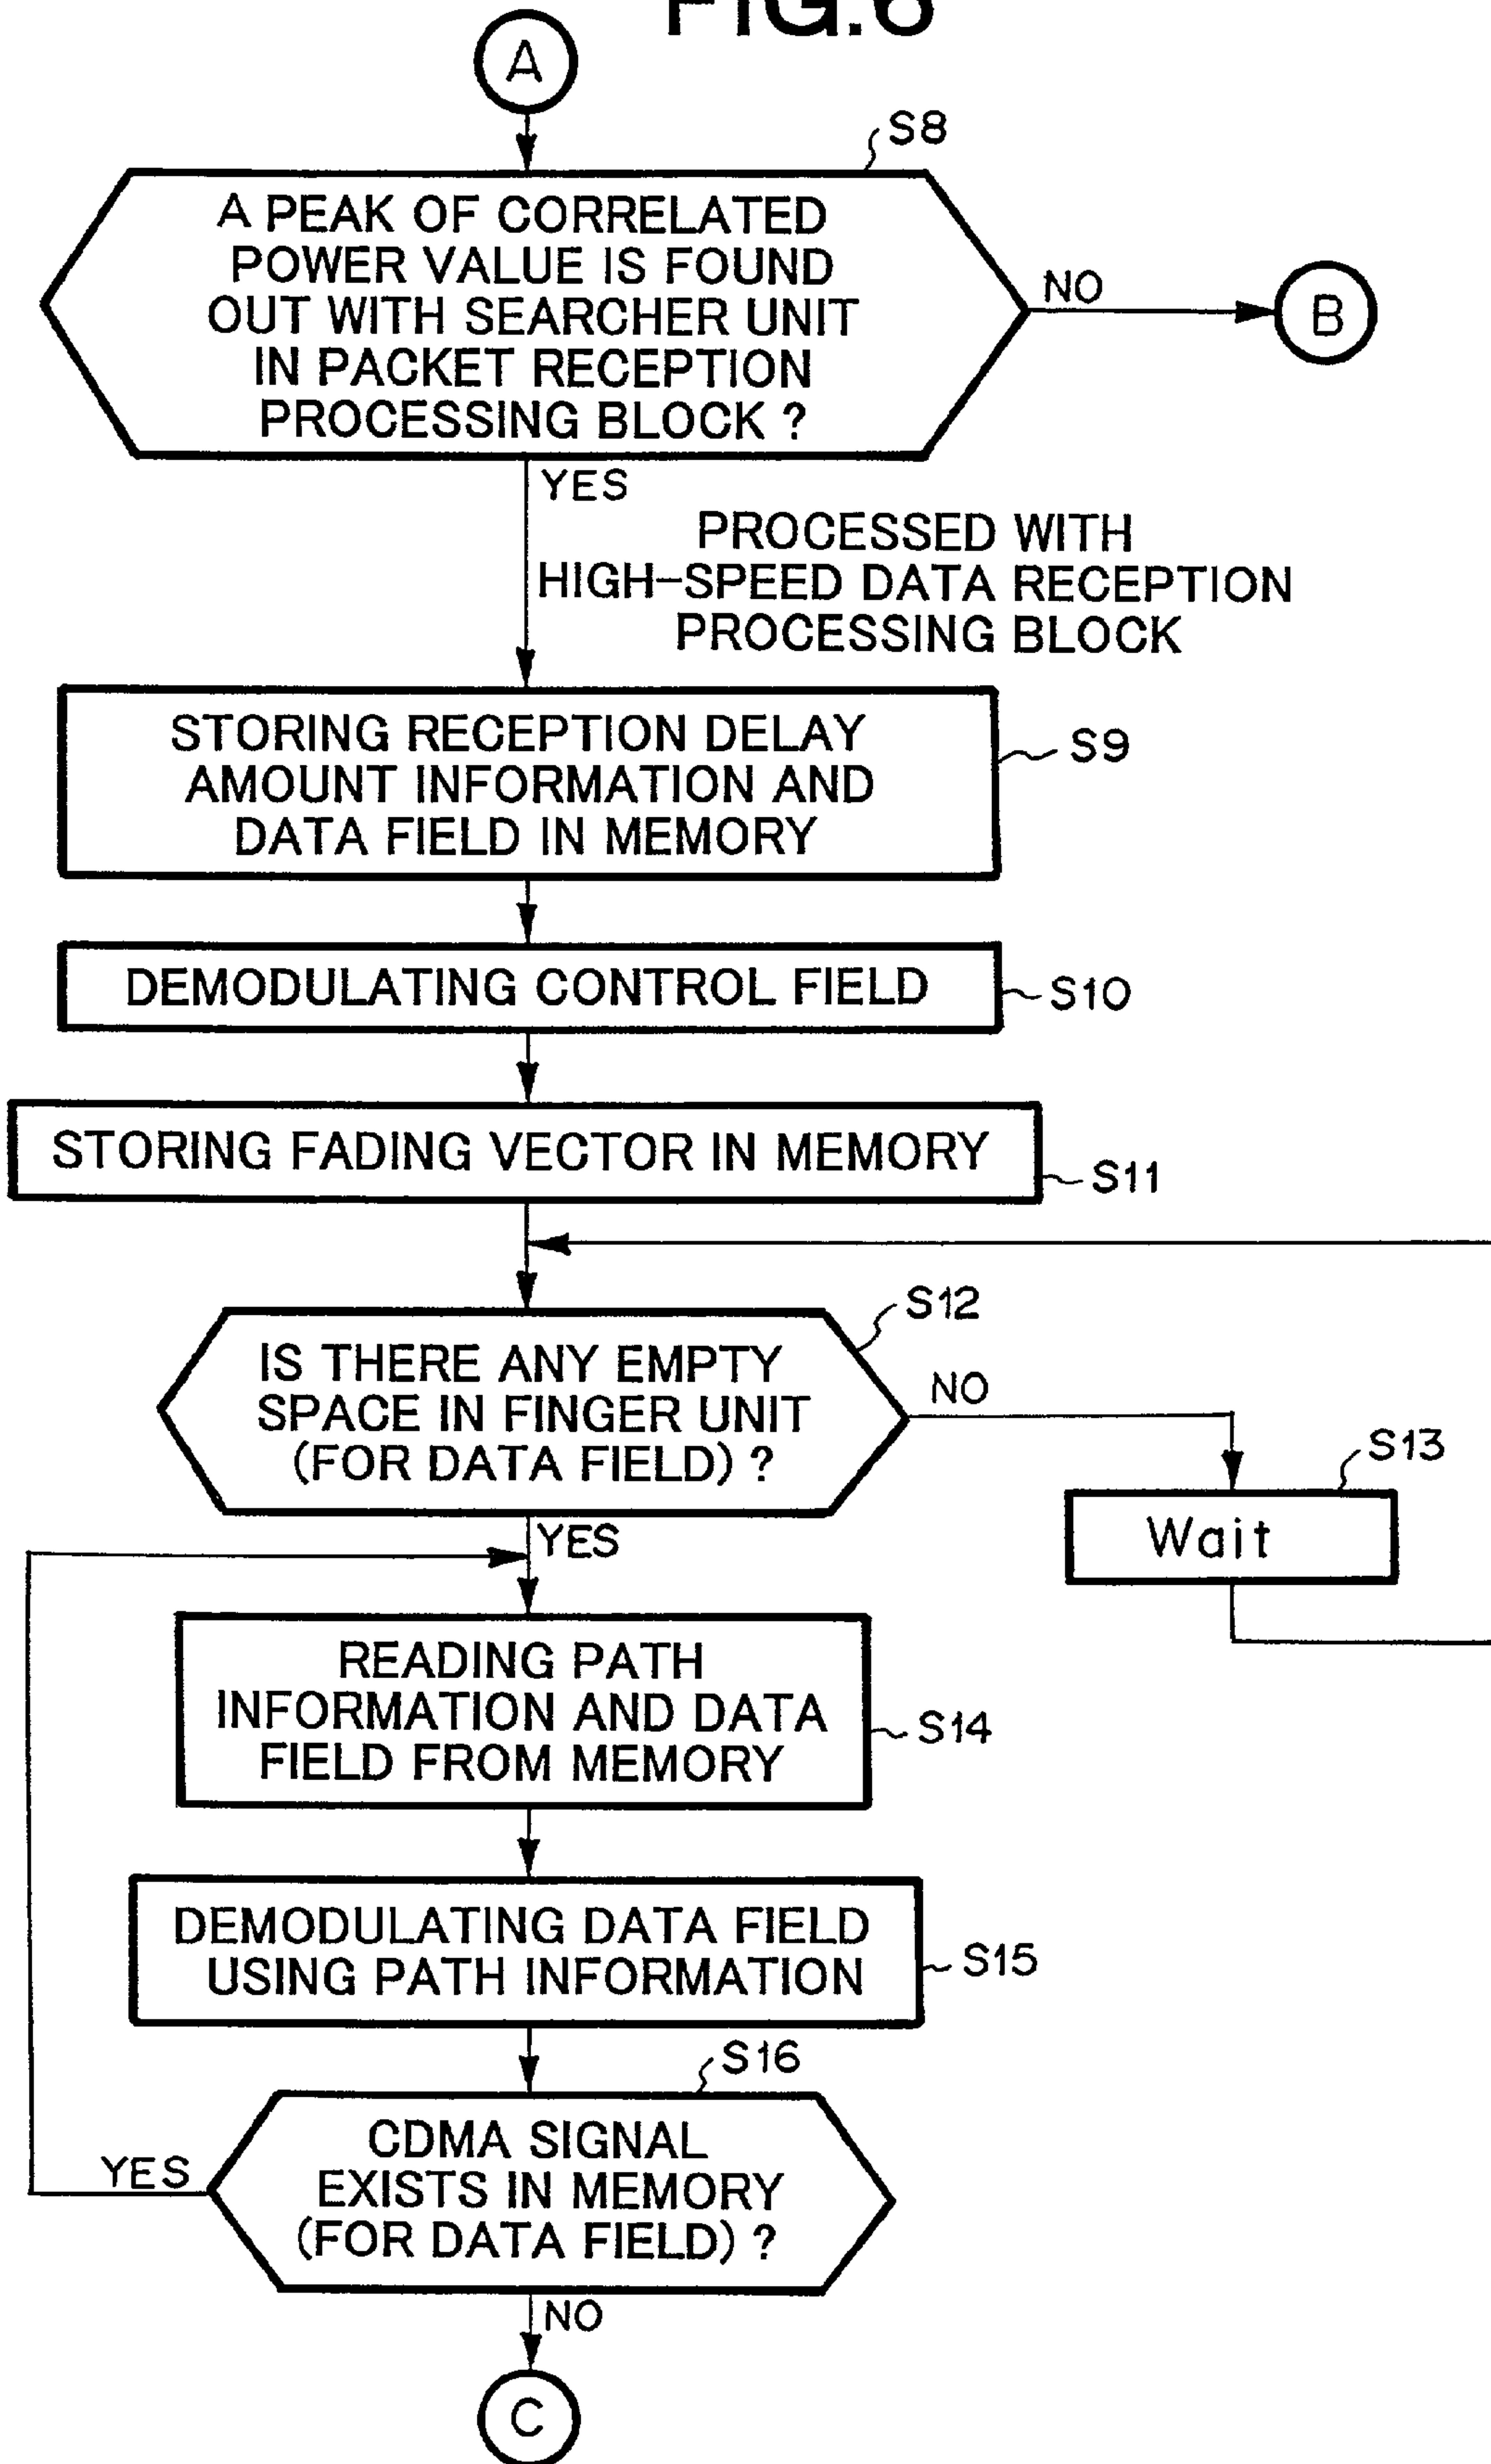 FIG.6
A
S8
A PEAK OF CORRELATED
POWER VALUE IS FOUND
OUT WITH SEARCHER UNIT
IN PACKET RECEPTION
PROCESSING BLOCK ?
NO
B
YES
PROCESSED WITH
HIGH-SPEED DATA RECEPTION
PROCESSING BLOCK
STORING RECEPTION DELAY
AMOUNT INFORMATION AND
DATA FIELD IN MEMORY
S9
DEMODULATING CONTROL FIELD
S10
STORING FADING VECTOR IN MEMORY
S11
S12
IS THERE ANY EMPTY
SPACE IN FINGER UNIT
(FOR DATA FIELD) ?
NO
S13
Wait
YES
READING PATH
INFORMATION AND DATA
FIELD FROM MEMORY
S14
DEMODULATING DATA FIELD
USING PATH INFORMATION
S15
S16
CDMA SIGNAL
EXISTS IN MEMORY
(FOR DATA FIELD) ?
YES
NO
C